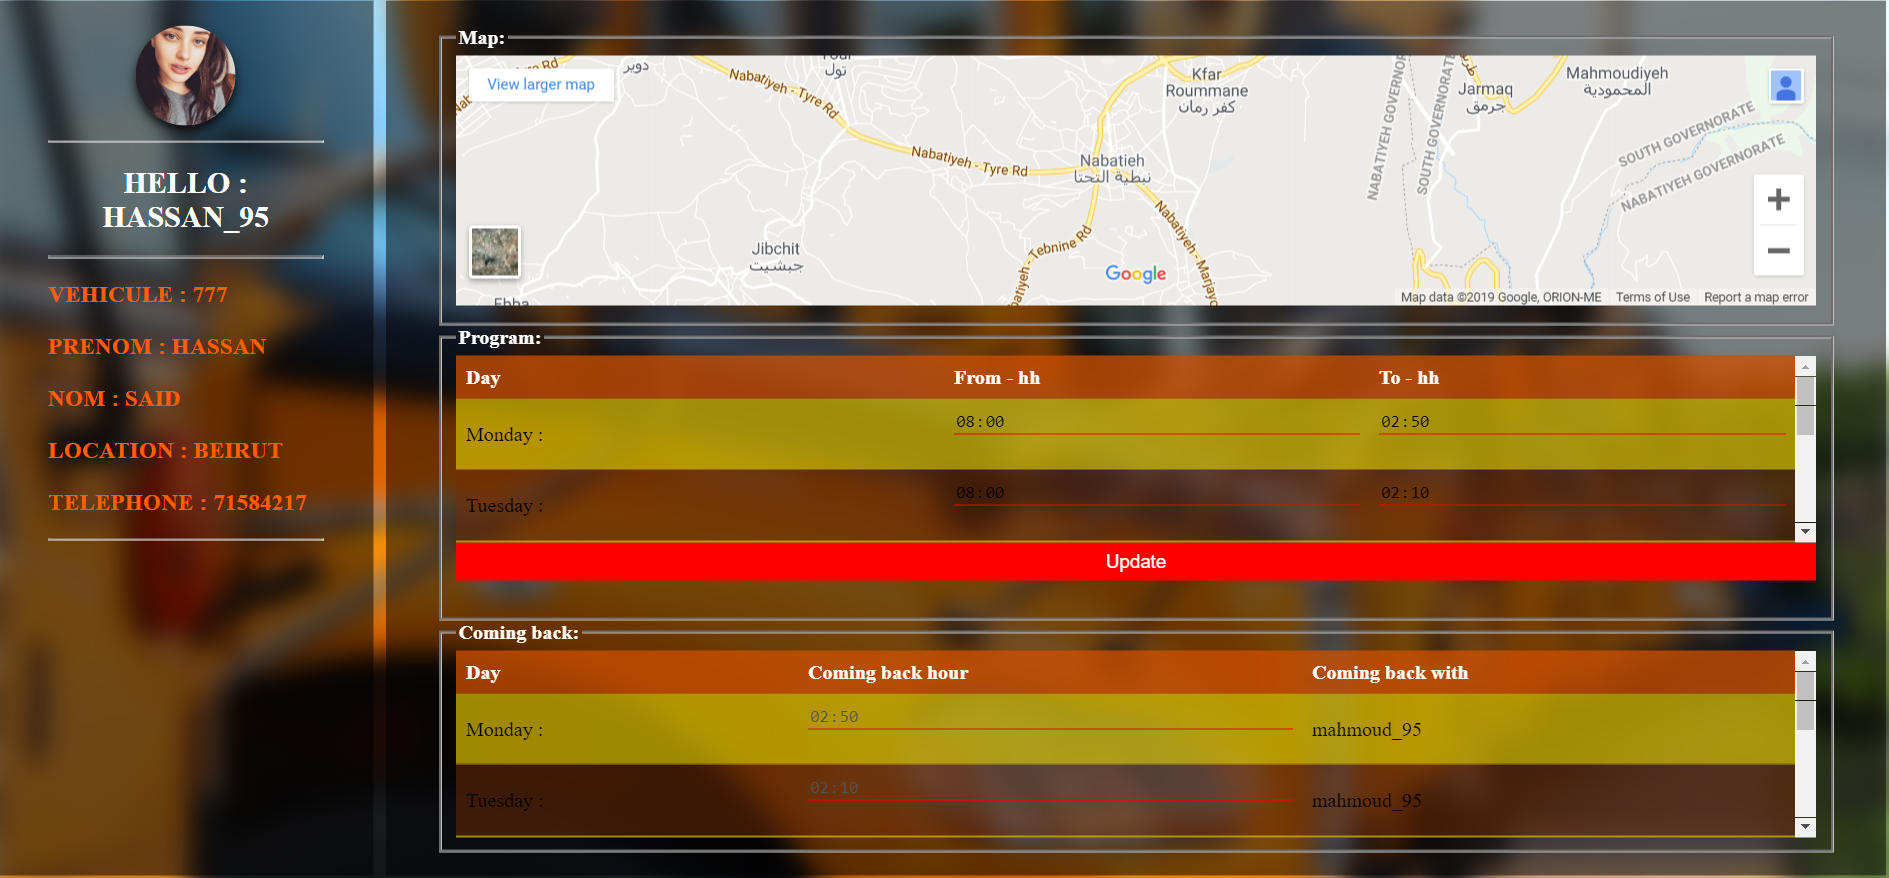 HELLO :
HASSAN_95
VEHICULE : 777
PRENOM : HASSAN
NOM : SAID
LOCATION : BEIRUT
TELEPHONE : 71584217
Map:
View larger map
دوير
تول
Nabatiyeh - Tyre Rd
Kfar
Roummane
كفر رمان
Jarmaq
جرمق
Mahmoudiyeh
المحمودية
Nabatiyeh - Tyre Rd
Nabatieh
نبطية التحتا
NABATIYEH GOVERNOR
SOUTH GOVERNORATE
SOUTH GOVERNORATE
NABATIYEH GOVERNORATE
Jibchit
جبشيت
Nabatiyeh - Marjayo
batiyeh - Tebnine Rd
Ebba
Google
Map data ©2019 Google, ORION-ME Terms of Use Report a map error
Program:
Day From - hh To - hh
Monday : 08:00 02:50
Tuesday : 08:00 02:10
Update
Coming back:
Day Coming back hour Coming back with
Monday : 02:50 mahmoud_95
Tuesday : 02:10 mahmoud_95